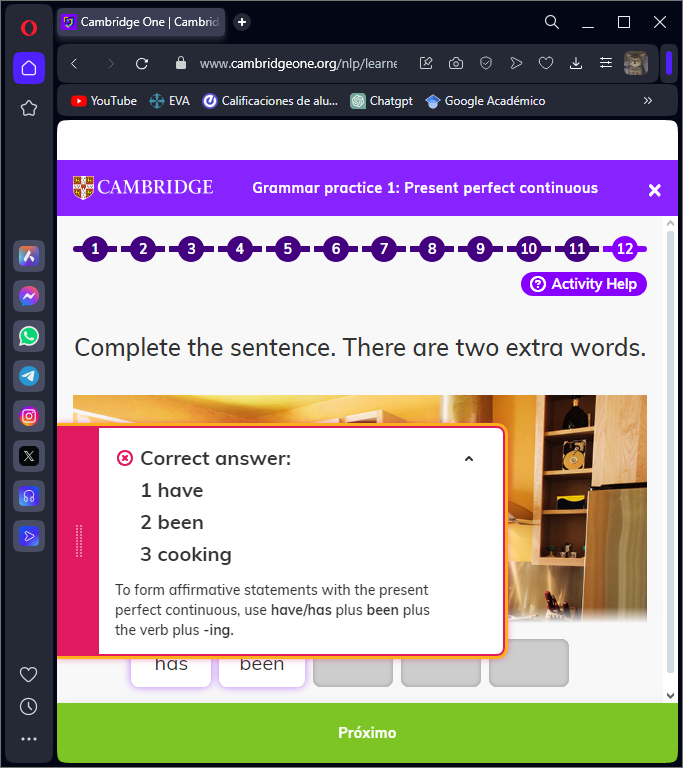 Cambridge One | Cambrid
www.cambridgeone.org/nlp/learne
YouTube
EVA
Calificaciones de alu...
Chatgpt
Google Académico
CAMBRIDGE
Grammar practice 1: Present perfect continuous
1 2 3 4 5 6 7 8 9 10 11 12
Activity Help
Complete the sentence. There are two extra words.
Correct answer:
1 have
2 been
3 cooking
To form affirmative statements with the present
perfect continuous, use have/has plus been plus
the verb plus -ing.
has been
Próximo